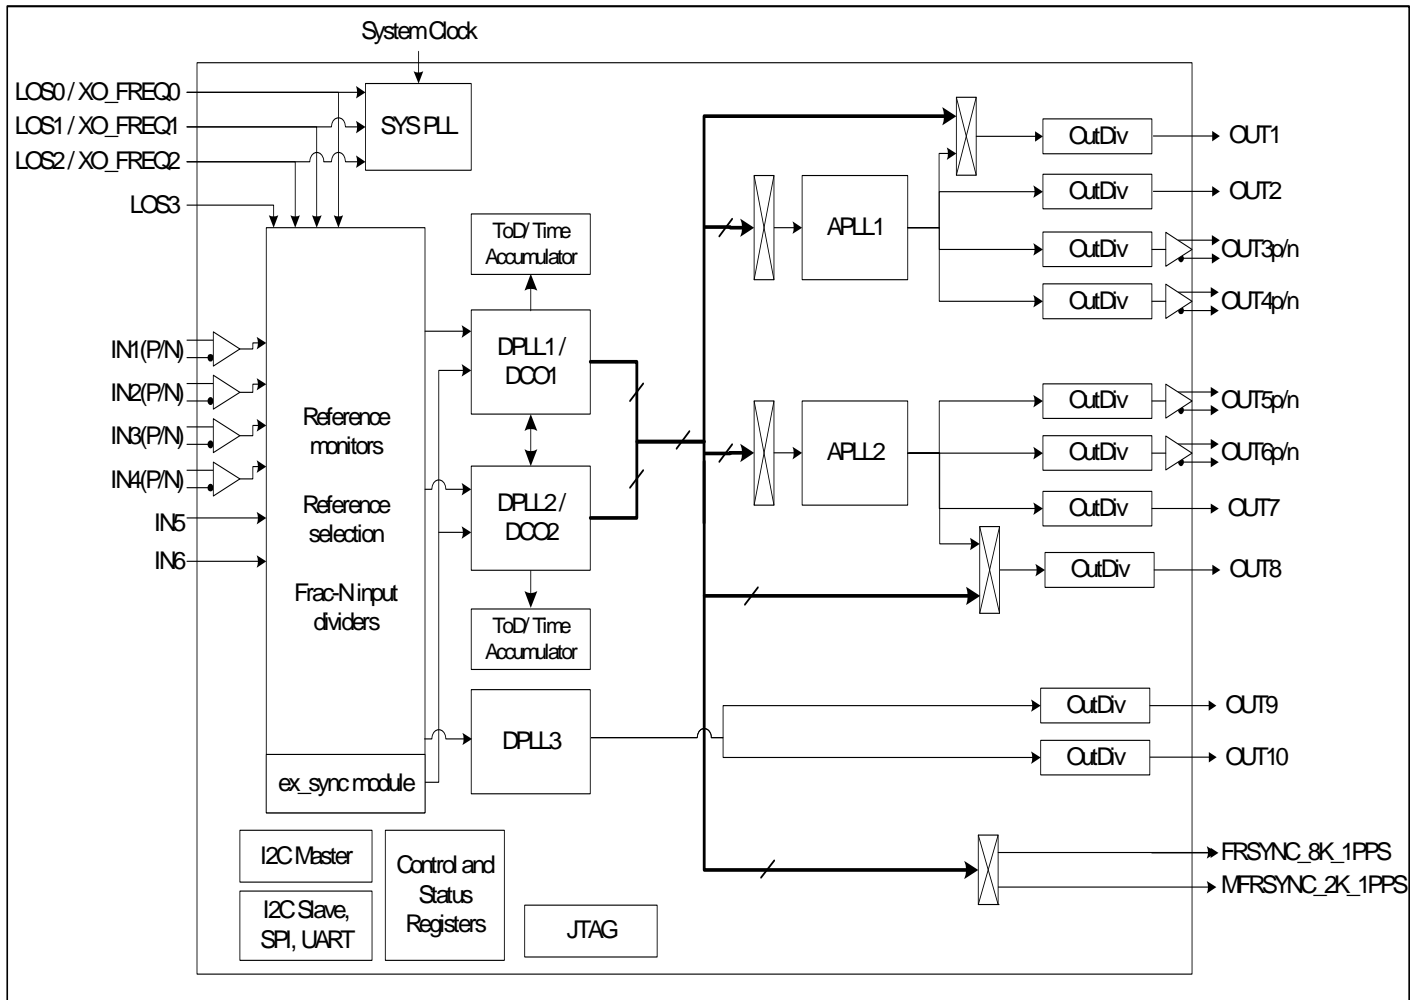 System Clock
LOS0 / XO_FREQ0
LOS1 / XO_FREQ1
LOS2 / XO_FREQ2
LOS3
SYS PLL
ToD/ Time
Accumulator
DPLL1 /
DCO1
DPLL2 /
DCO2
ToD/ Time
Accumulator
DPLL3
IN1(P/N)
IN2(P/N)
IN3(P/N)
IN4(P/N)
IN5
IN6
Reference
monitors
Reference
selection
Frac-N input
dividers
ex_sync module
APLL1
APLL2
OutDiv
OUT1
OutDiv
OUT2
OutDiv
OUT3p/n
OutDiv
OUT4p/n
OutDiv
OUT5p/n
OutDiv
OUT6p/n
OutDiv
OUT7
OutDiv
OUT8
OutDiv
OUT9
OutDiv
OUT10
FRSYNC_8K_1PPS
MFRSYNC_2K_1PPS
I2C Master
I2C Slave,
SPI, UART
Control and
Status
Registers
JTAG